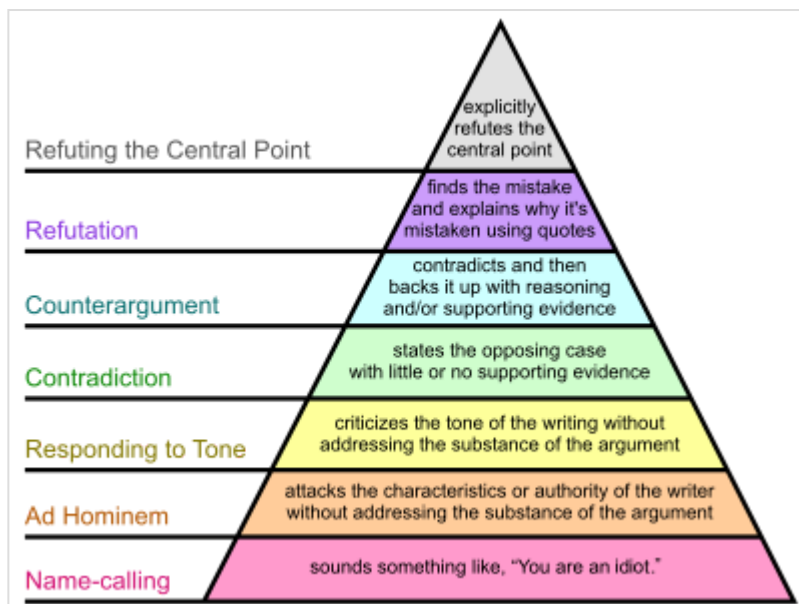 explicitly
refutes the
central point
Refuting the Central Point
finds the mistake
and explains why it's
mistaken using quotes
Refutation
contradicts and then
backs it up with reasoning
and/or supporting evidence
Counterargument
states the opposing case
with little or no supporting evidence
Contradiction
criticizes the tone of the writing without
addressing the substance of the argument
Responding to Tone
attacks the characteristics or authority of the writer
without addressing the substance of the argument
Ad Hominem
sounds something like, “You are an idiot.”
Name-calling